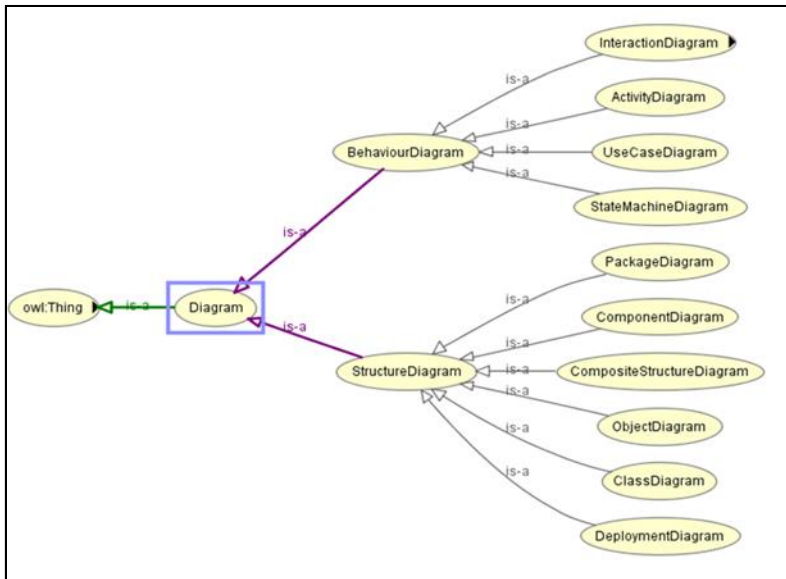 InteractionDiagram
is-a
ActivityDiagram
is-a
BehaviourDiagram
is-a
UseCaseDiagram
is-a
StateMachineDiagram
is-a
PackageDiagram
is-a
owl:Thing
is-a
Diagram
is-a
ComponentDiagram
is-a
StructureDiagram
is-a
CompositeStructureDiagram
is-a
ObjectDiagram
is-a
ClassDiagram
is-a
DeploymentDiagram